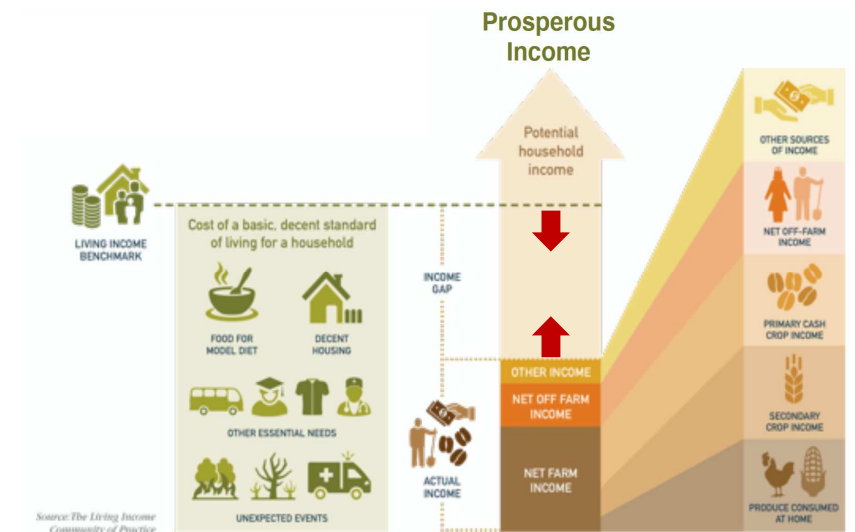 Prosperous
Income
Potential
household
income
OTHER SOURCES
OF INCOME
Cost of a basic, decent standard
of living for a household
LIVING INCOME
BENCHMARK
NET OFF-FARM
INCOME
INCOME
GAP
FOOD FOR
MODEL DIET
DECENT
HOUSING
PRIMARY CASH
CROP INCOME
OTHER INCOME
NET OFF FARM
INCOME
SECONDARY
CROP INCOME
OTHER ESSENTIAL NEEDS
NET FARM
INCOME
ACTUAL
INCOME
PRODUCE CONSUMED
AT HOME
UNEXPECTED EVENTS
Source:The Living Income
Community of Practice